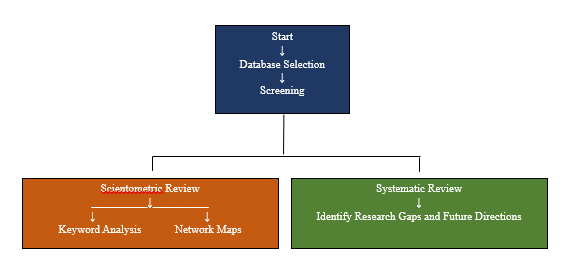 Start
↓
Database Selection
↓
Screening
Scientometric Review
↓
↓ ↓
Keyword Analysis Network Maps
Systematic Review
↓
Identify Research Gaps and Future Directions